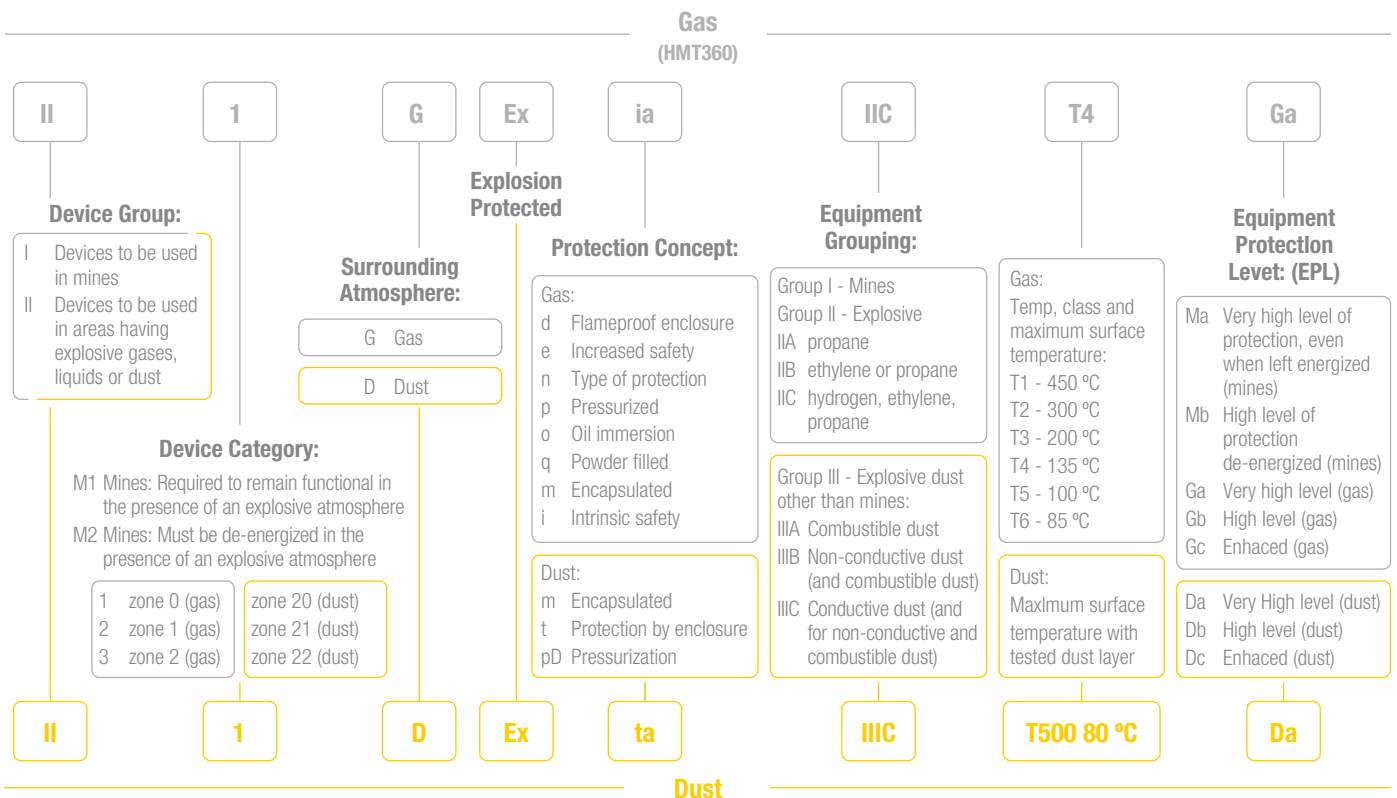 Gas
(HMT360)
II
1
G
Ex
ia
IIC
T4
Ga
Device Group:
I Devices to be used
in mines
II Devices to be used
in areas having
explosive gases,
liquids or dust
Device Category:
M1 Mines: Required to remain functional in
the presence of an explosive atmosphere
M2 Mines: Must be de-energized in the
presence of an explosive atmosphere
1 zone 0 (gas)
2 zone 1 (gas)
3 zone 2 (gas)
zone 20 (dust)
zone 21 (dust)
zone 22 (dust)
Surrounding
Atmosphere:
G Gas
D Dust
Explosion
Protected
Protection Concept:
Gas:
d Flameproof enclosure
e Increased safety
n Type of protection
p Pressurized
o Oil immersion
q Powder filled
m Encapsulated
i Intrinsic safety
Dust:
m Encapsulated
t Protection by enclosure
pD Pressurization
Equipment
Grouping:
Group I - Mines
Group II - Explosive
IIA propane
IIB ethylene or propane
IIC hydrogen, ethylene,
propane
Group III - Explosive dust
other than mines:
IIIA Combustible dust
IIIB Non-conductive dust
(and combustible dust)
IIIC Conductive dust (and
for non-conductive and
combustible dust)
Gas:
Temp, class and
maximum surface
temperature:
T1 - 450 ºC
T2 - 300 ºC
T3 - 200 ºC
T4 - 135 ºC
T5 - 100 ºC
T6 - 85 ºC
Dust:
Maxlmum surface
temperature with
tested dust layer
Equipment
Protectlon
Levet: (EPL)
Ma Very high level of
protection, even
when left energized
(mines)
Mb High level of
protection
de-energized (mines)
Ga Very high level (gas)
Gb High level (gas)
Gc Enhaced (gas)
Da Very High level (dust)
Db High level (dust)
Dc Enhaced (dust)
II
1
D
Ex
ta
IIIC
T500 80 ºC
Da
Dust